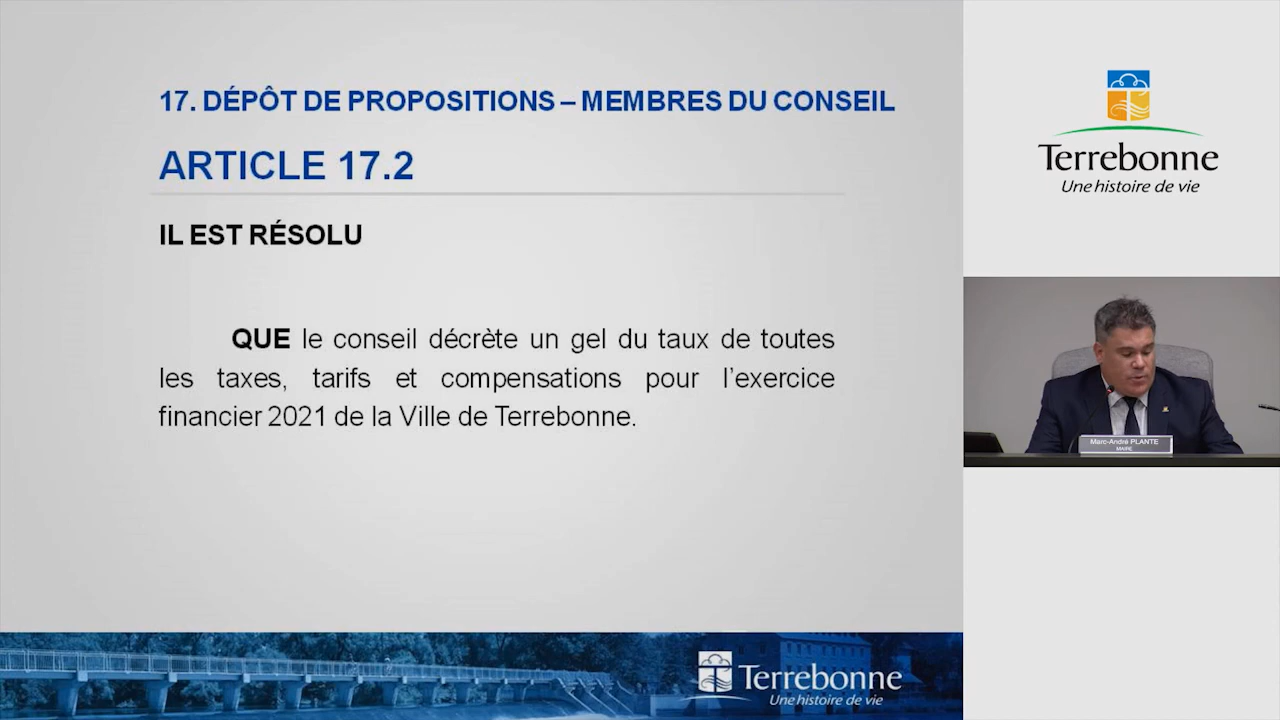 17. DÉPÔT DE PROPOSITIONS – MEMBRES DU CONSEIL
ARTICLE 17.2
IL EST RÉSOLU
QUE le conseil décrète un gel du taux de toutes
les taxes, tarifs et compensations pour l’exercice
financier 2021 de la Ville de Terrebonne.
Terrebonne
Une histoire de vie
Terrebonne
Une histoire de vie
Marc-André PLANTE
MAIRE